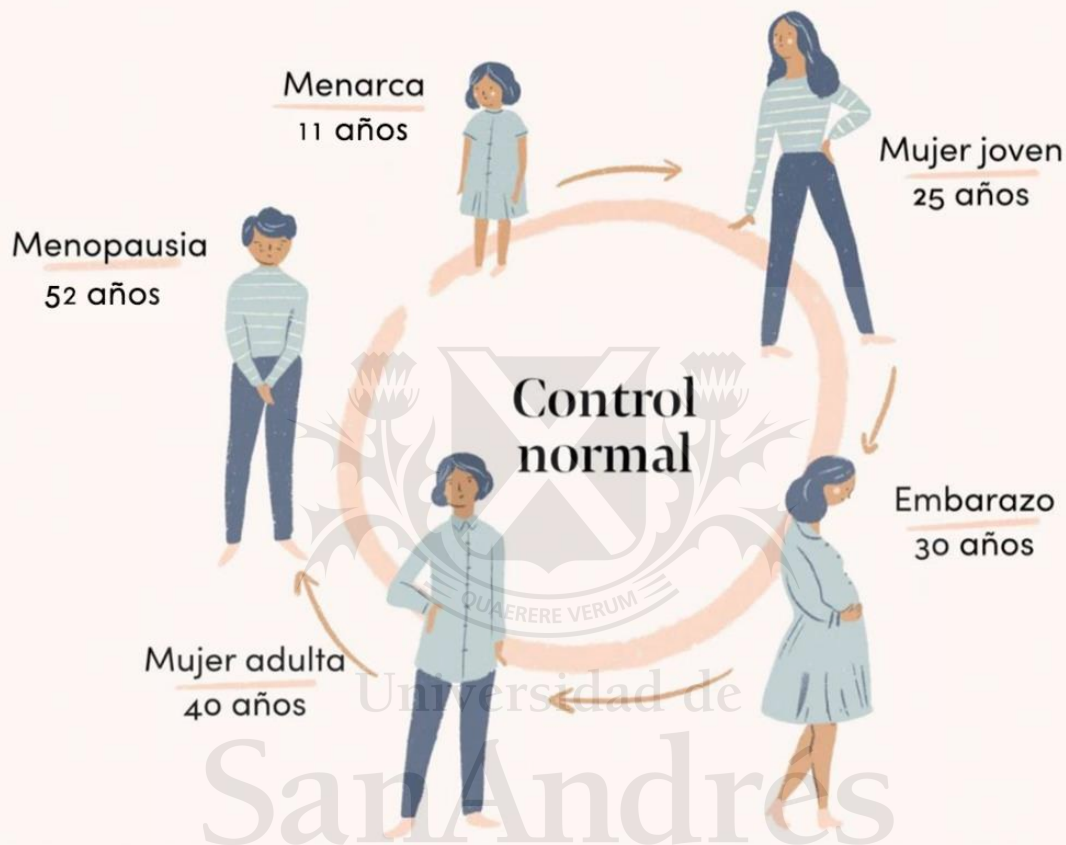 Menarca
11 años
Mujer joven
25 años
Menopausia
52 años
Control
normal
Embarazo
30 años
QUAERERE VERUM
Mujer adulta
40 años
Universidad de
SanAndres